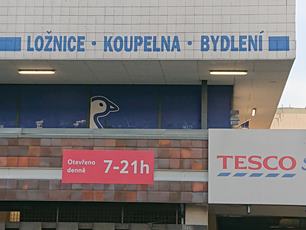 LOŽNICE • KOUPELNA • BYDLENÍ
Otevřeno
denně
7-21h
TESCO